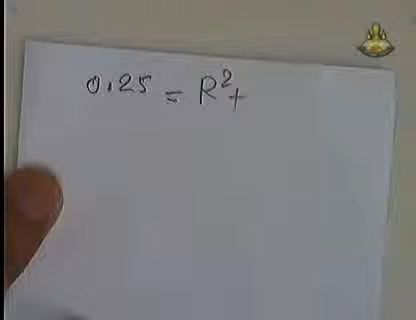 0.25 = R²+